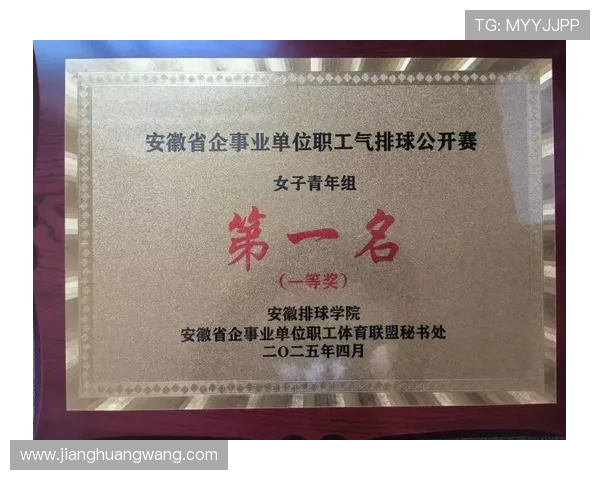 TG: MYYJJPP
安徽省企事业单位职工气排球公开赛
女子青年组
第一名
(一等奖)
安徽排球学院
安徽省企事业单位职工体育联盟秘书处
二〇二五年四月
www.jianghuangwang.com